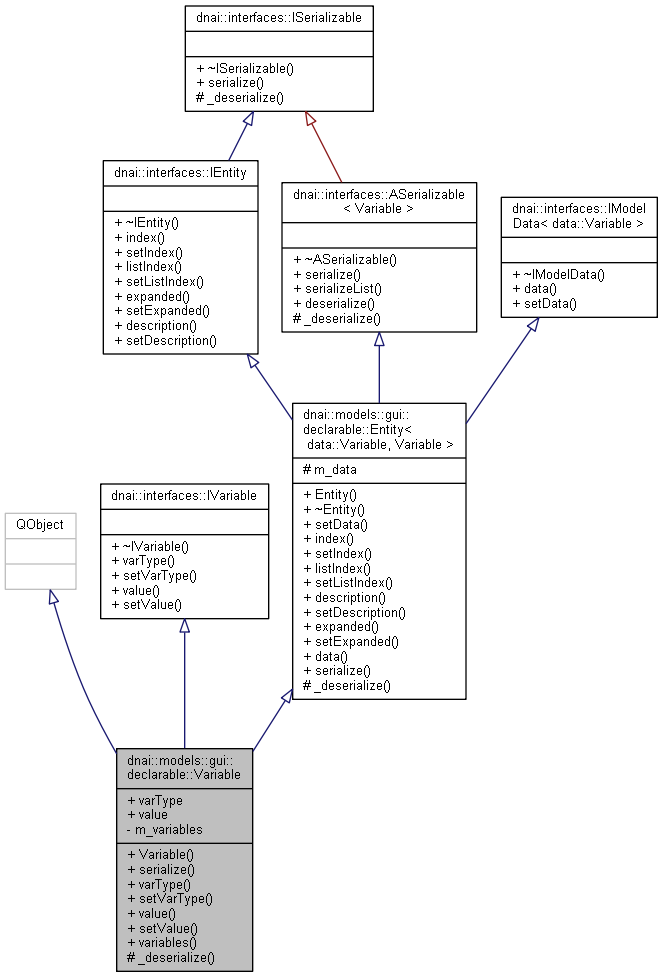 dnai::interfaces::ISerializable
+ ~ISerializable()
+ serialize()
# _deserialize()
dnai::interfaces::IEntity
+ ~IEntity()
+ index()
+ setIndex()
+ listIndex()
+ setListIndex()
+ expanded()
+ setExpanded()
+ description()
+ setDescription()
dnai::interfaces::ASerializable
< Variable >
+ ~ASerializable()
+ serialize()
+ serializeList()
+ deserialize()
# _deserialize()
dnai::interfaces::IModel
Data< data::Variable >
+ ~IModelData()
+ data()
+ setData()
dnai::models::gui::
declarable::Entity<
data::Variable, Variable >
# m_data
+ Entity()
+ ~Entity()
+ setData()
+ index()
+ setIndex()
+ listIndex()
+ setListIndex()
+ description()
+ setDescription()
+ expanded()
+ setExpanded()
+ data()
+ serialize()
# _deserialize()
dnai::interfaces::IVariable
+ ~IVariable()
+ varType()
+ setVarType()
+ value()
+ setValue()
QObject
dnai::models::gui::
declarable::Variable
+ varType
+ value
- m_variables
+ Variable()
+ serialize()
+ varType()
+ setVarType()
+ value()
+ setValue()
+ variables()
# _deserialize()